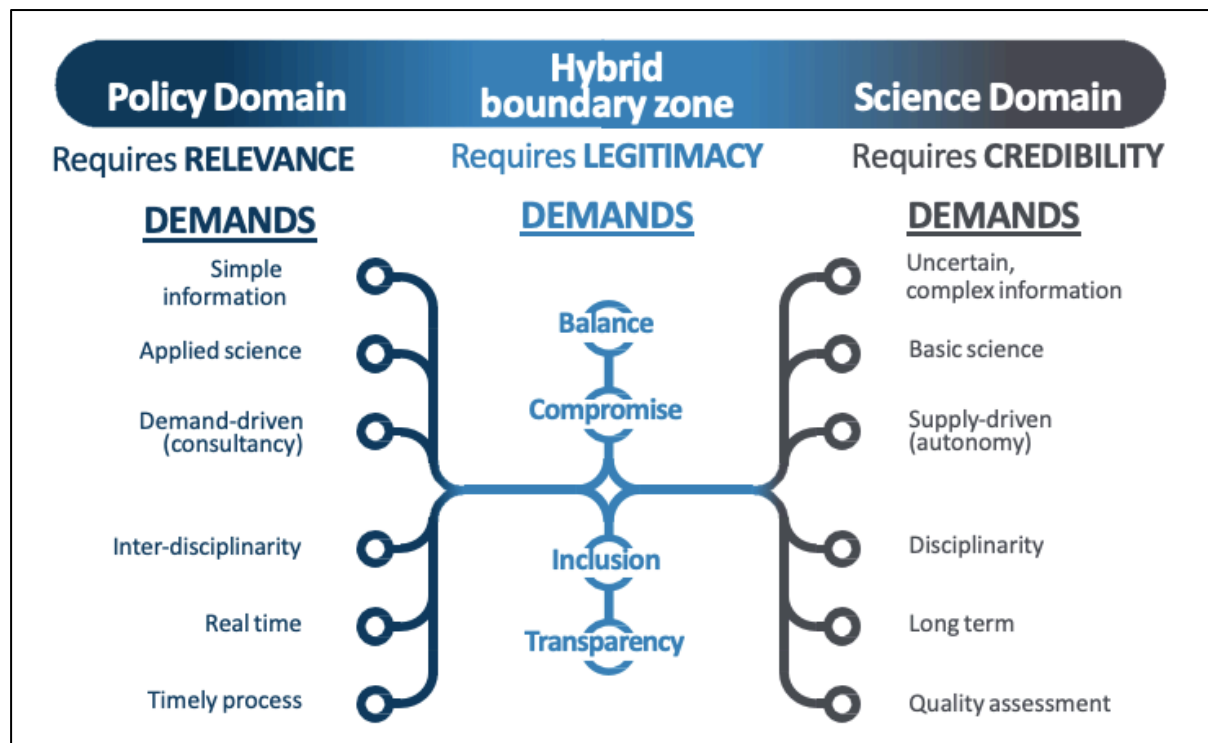 Policy Domain
Hybrid
boundary zone
Science Domain
Requires RELEVANCE
Requires LEGITIMACY
Requires CREDIBILITY
DEMANDS
Simple
information
Applied science
Demand-driven
(consultancy)
Inter-disciplinarity
Real time
Timely process
DEMANDS
Balance
Compromise
Inclusion
Transparency
DEMANDS
Uncertain,
complex information
Basic science
Supply-driven
(autonomy)
Disciplinarity
Long term
Quality assessment